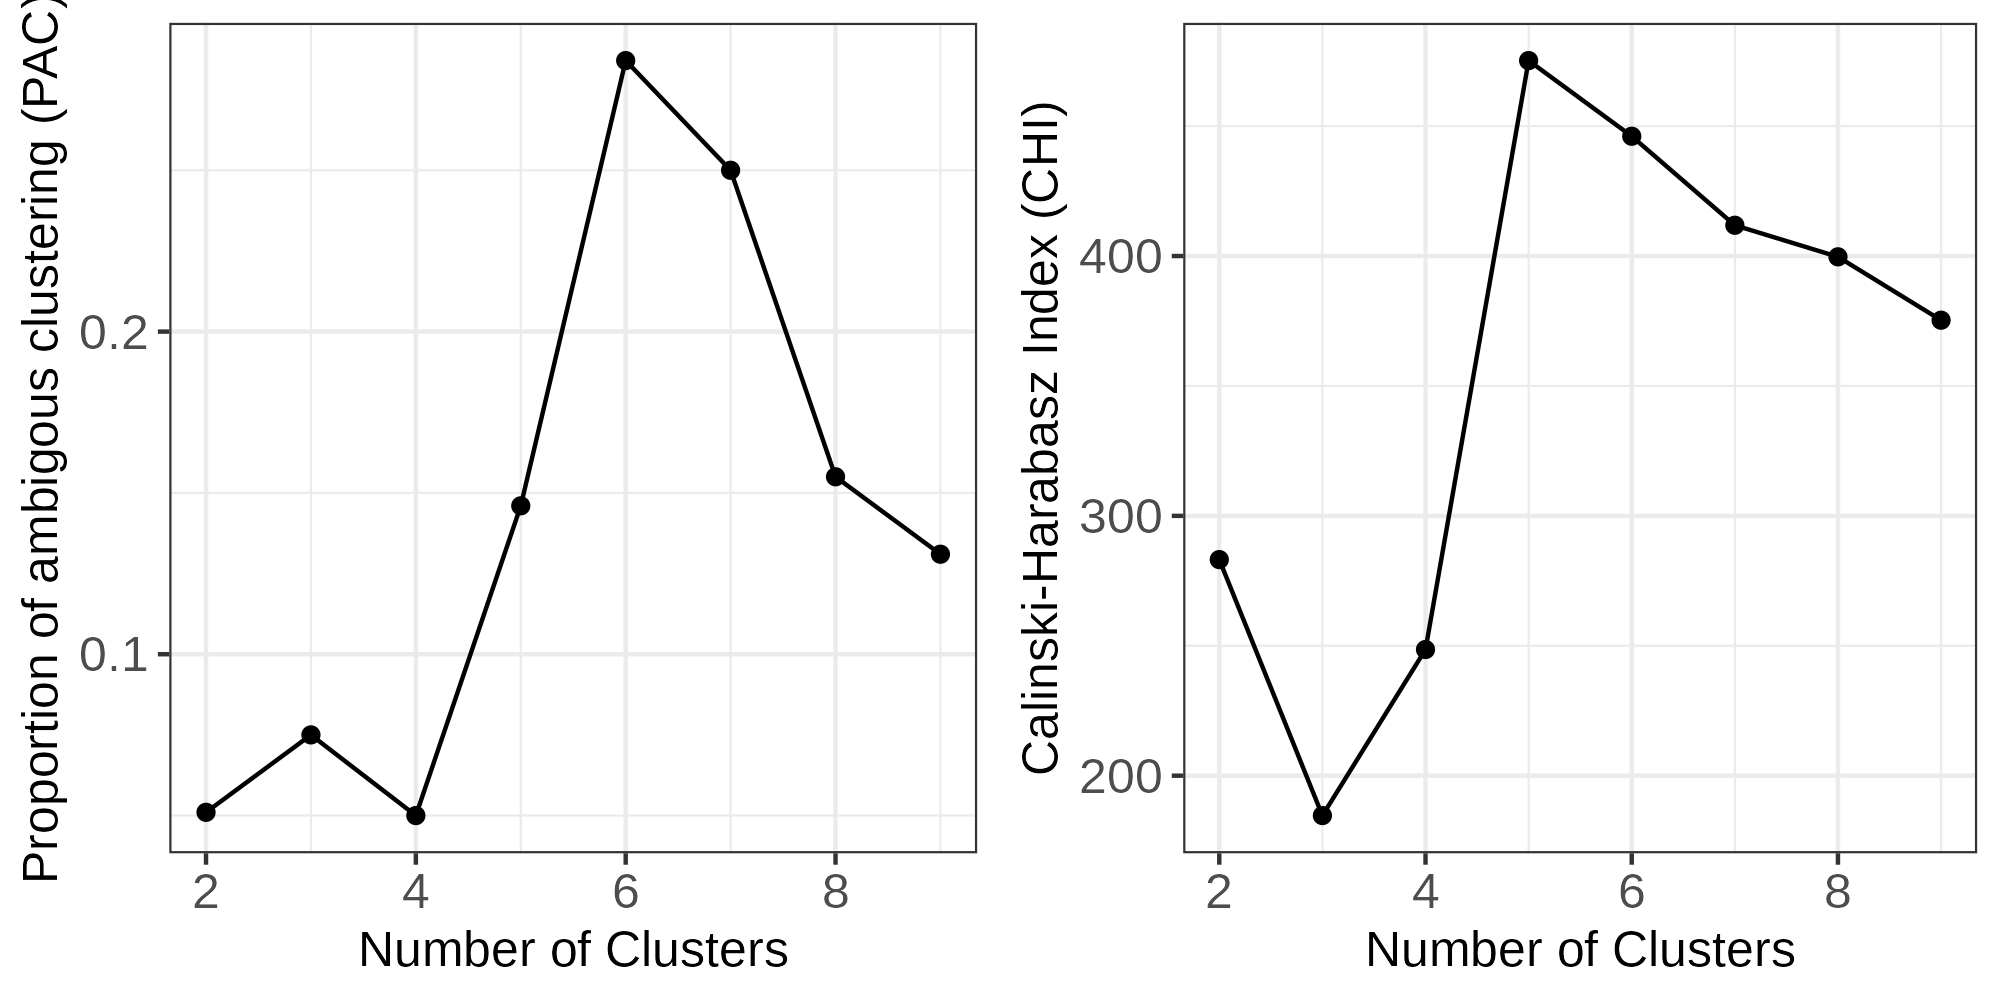 Proportion of ambigous clustering (PAC)
0.2
0.1
2 4 6 8
Number of Clusters
Calinski-Harabasz Index (CHI)
400
300
200
2 4 6 8
Number of Clusters